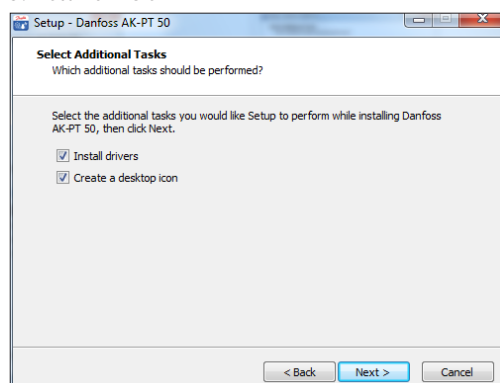 Setup - Danfoss AK-PT 50
Select Additional Tasks
Which additional tasks should be performed?
Select the additional tasks you would like Setup to perform while installing Danfoss
AK-PT 50, then click Next.
Install drivers
Create a desktop icon
< Back
Next >
Cancel